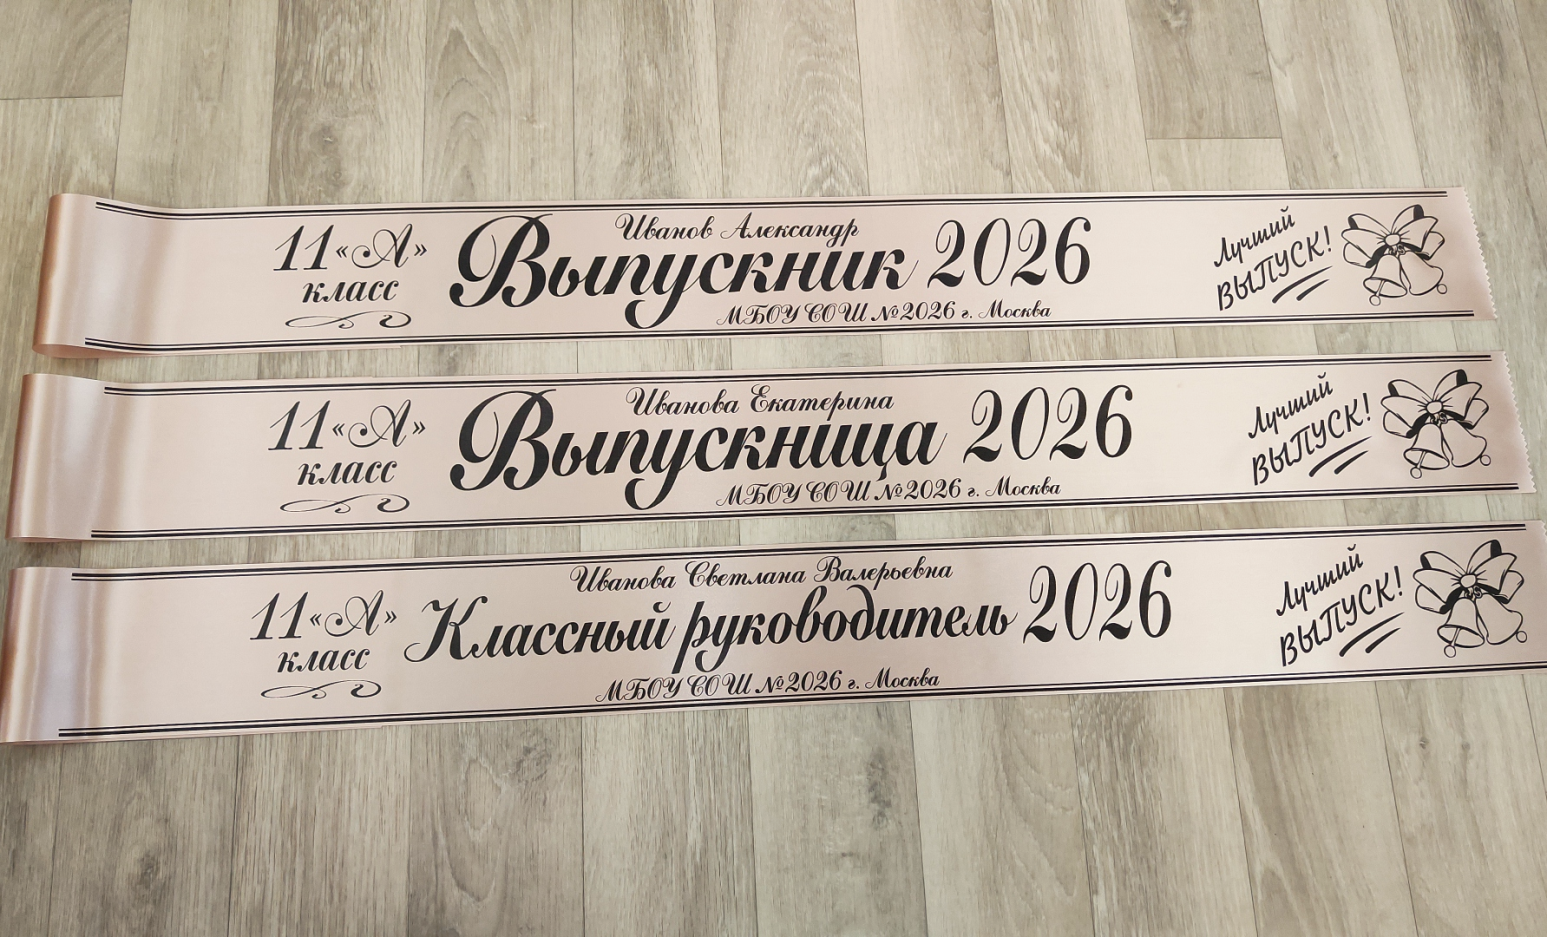 11«А»
класс
Иванов Александр
Выпускник 2026
МБОУ СОШ №2026 г. Москва
Лучший
ВЫПУСК!
11«А»
класс
Иванова Екатерина
Выпускница 2026
МБОУ СОШ №2026 г. Москва
Лучший
ВЫПУСК!
11«А»
класс
Иванова Светлана Валерьевна
Классный руководитель 2026
МБОУ СОШ №2026 г. Москва
Лучший
ВЫПУСК!